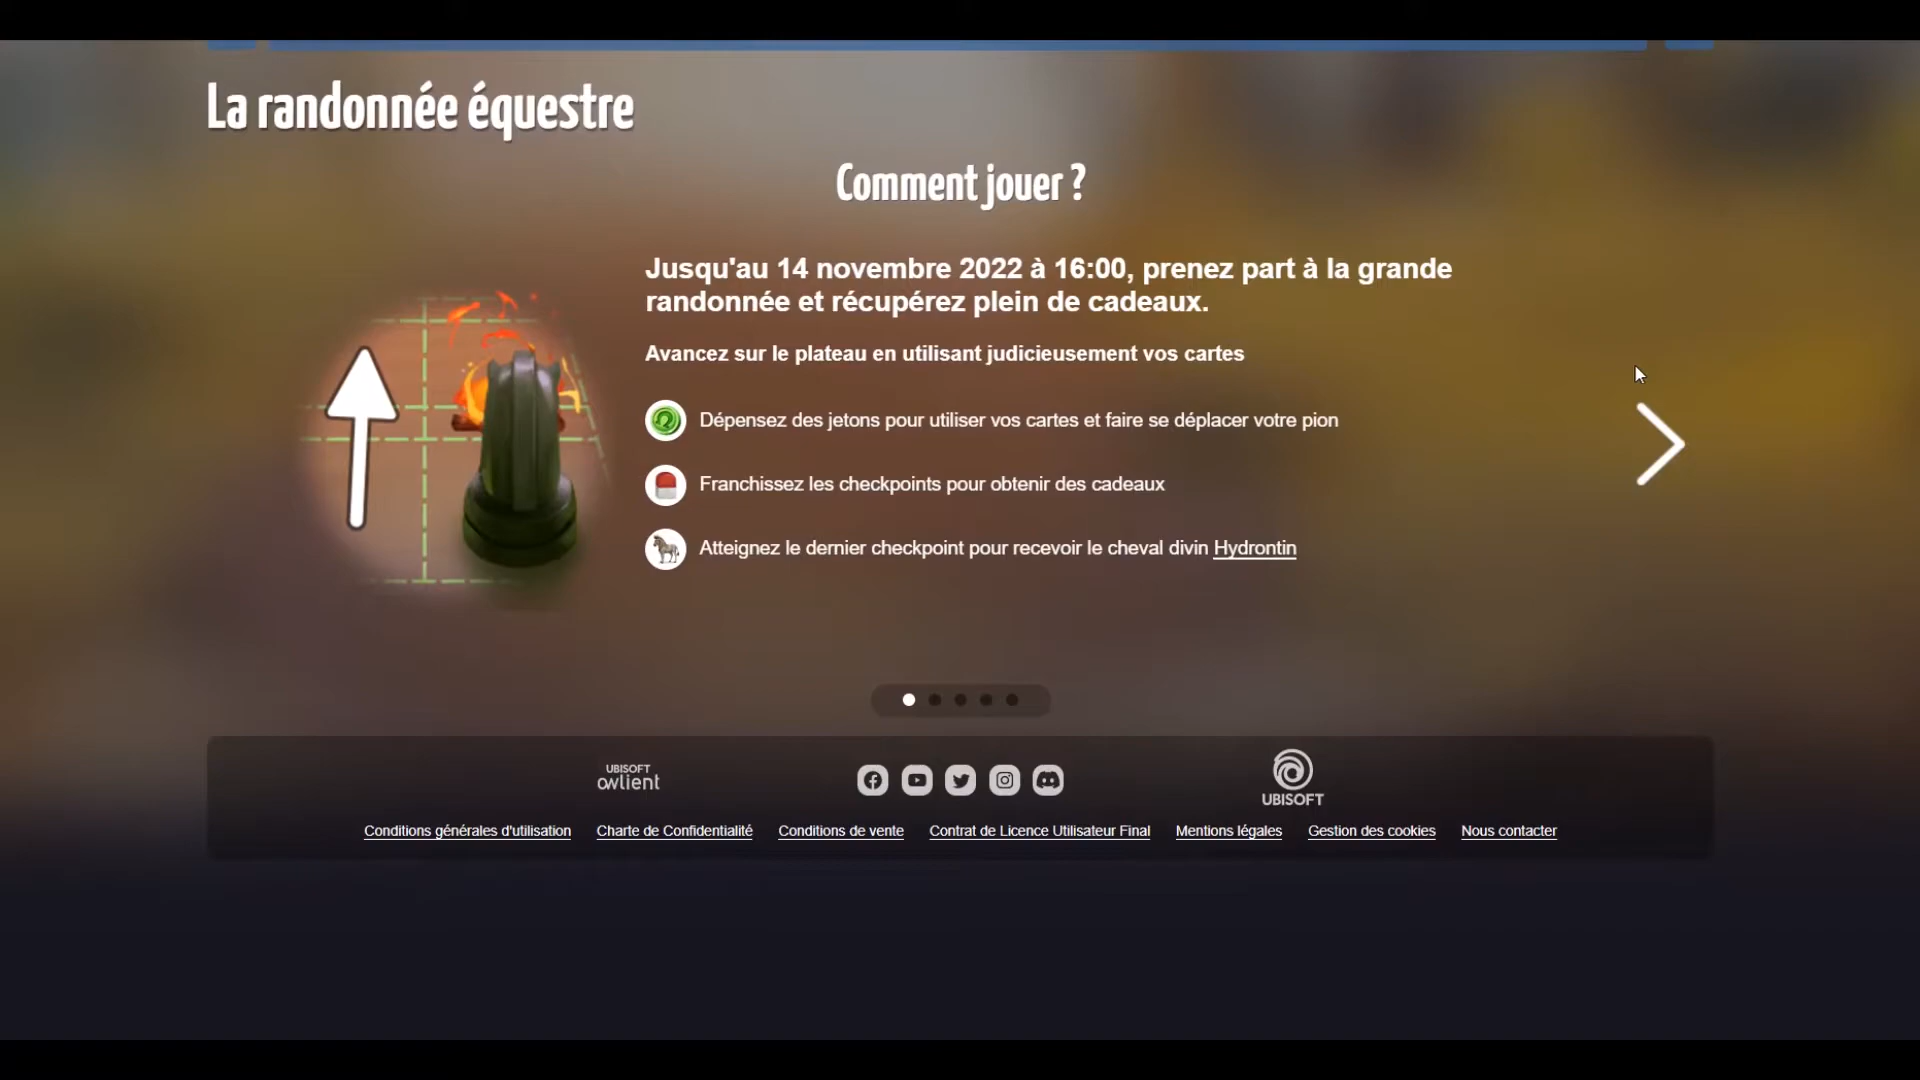 La randonnée équestre
Comment jouer ?
Jusqu'au 14 novembre 2022 à 16:00, prenez part à la grande
randonnée et récupérez plein de cadeaux.
Avancez sur le plateau en utilisant judicieusement vos cartes
Dépensez des jetons pour utiliser vos cartes et faire se déplacer votre pion
Franchissez les checkpoints pour obtenir des cadeaux
Atteignez le dernier checkpoint pour recevoir le cheval divin Hydrontin
UBISOFT
owlient
UBISOFT
Conditions générales d'utilisation Charte de Confidentialité Conditions de vente Contrat de Licence Utilisateur Final Mentions légales Gestion des cookies Nous contacter